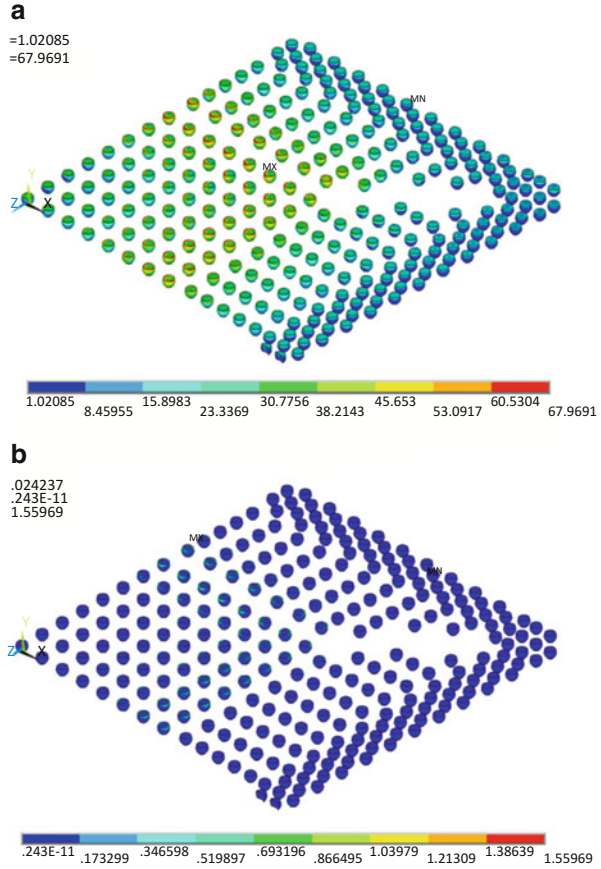 a
=1.02085
=67.9691
MN
MX
Y
Z X
1.02085 8.45955 15.8983 23.3369 30.7756 38.2143 45.653 53.0917 60.5304 67.9691
b
.024237
.243E-11
1.55969
MX
MN
Y
Z X
.243E-11 .173299 .346598 .519897 .693196 .866495 1.03979 1.21309 1.38639 1.55969